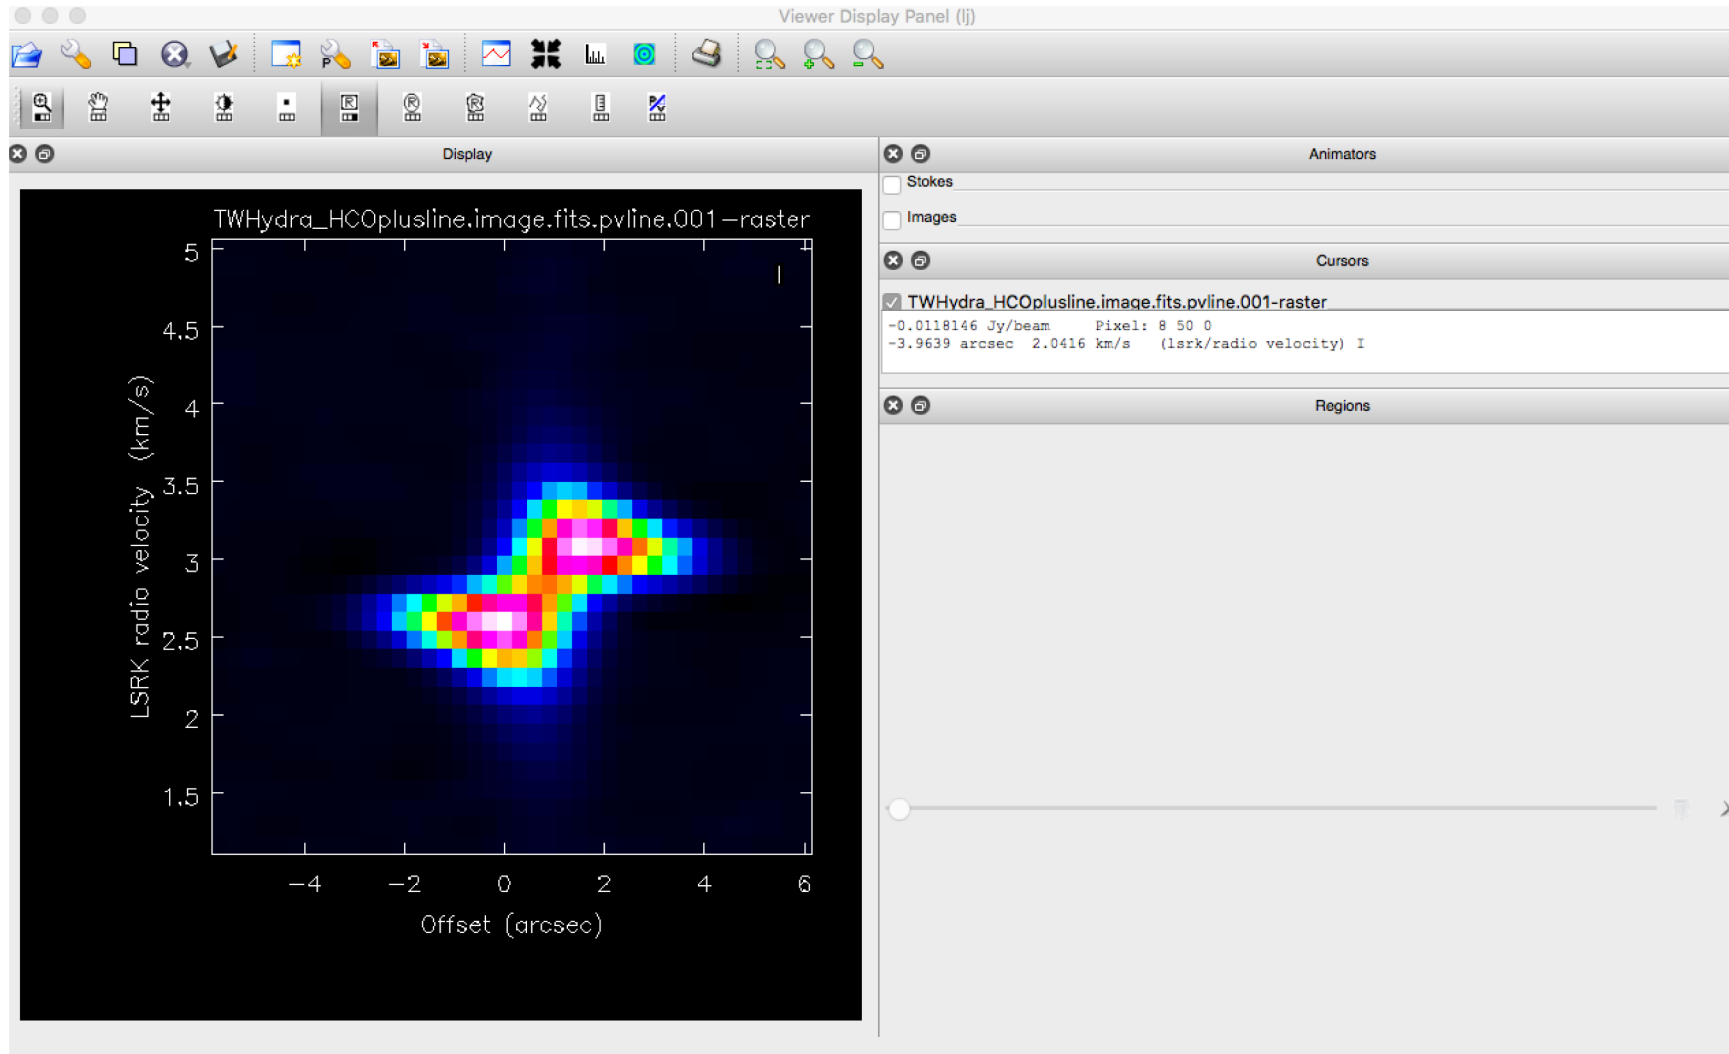 Viewer Display Panel (lj)
P
R
R
R
P/V
Display
Animators
TWHydra_HCOplusline.image.fits.pvline.001-raster
I
5
4.5
4
3.5
3
2.5
2
1.5
LSRK radio velocity (km/s)
-4 -2 0 2 4 6
Offset (arcsec)
Stokes
Images
Cursors
TWHydra_HCOplusline.image.fits.pvline.001-raster
-0.0118146 Jy/beam Pixel: 8 50 0
-3.9639 arcsec 2.0416 km/s (lsrk/radio velocity) I
Regions